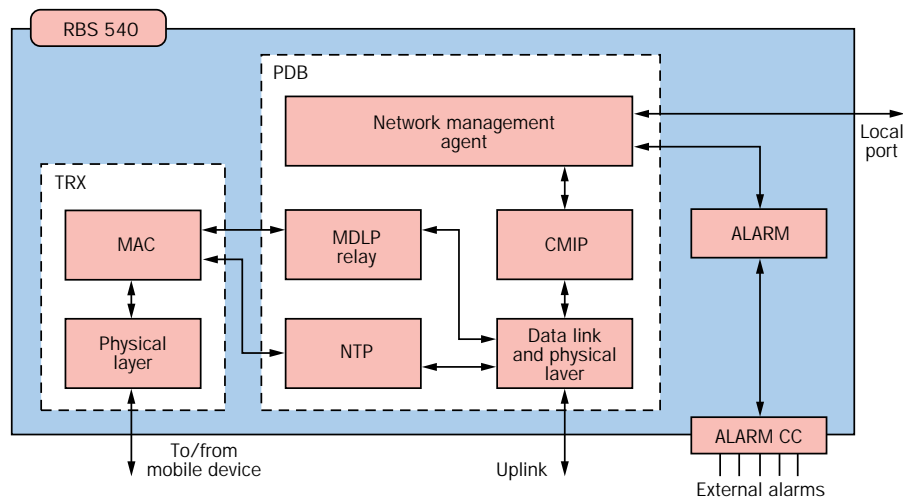 RBS 540
PDB
Network management
agent
Local
port
TRX
MAC
MDLP
relay
CMIP
ALARM
Physical
layer
NTP
Data link
and physical
laver
ALARM CC
To/from
mobile device
Uplink
External alarms